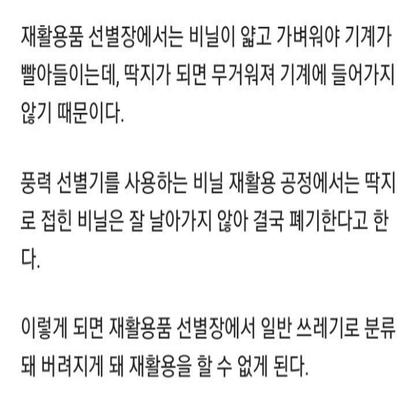 재활용품 선별장에서는 비닐이 얇고 가벼워야 기계가
빨아들이는데, 딱지가 되면 무거워져 기계에 들어가지
않기 때문이다.
풍력 선별기를 사용하는 비닐 재활용 공정에서는 딱지
로 접힌 비닐은 잘 날아가지 않아 결국 폐기한다고 한
다.
이렇게 되면 재활용품 선별장에서 일반 쓰레기로 분류
돼 버려지게 돼 재활용을 할 수 없게 된다.